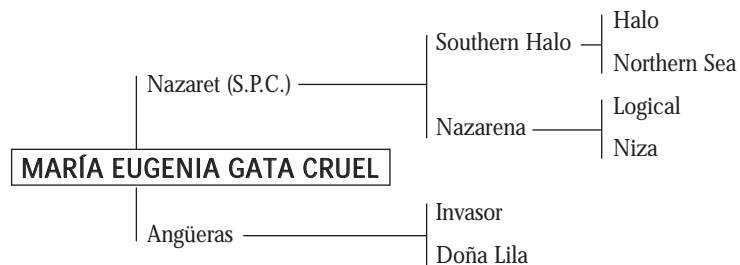 Halo
Southern Halo
Northern Sea
Nazaret (S.P.C.)
Logical
Nazarena
Niza
MARÍA EUGENIA GATA CRUEL
Invasor
Angüeras
Doña Lila